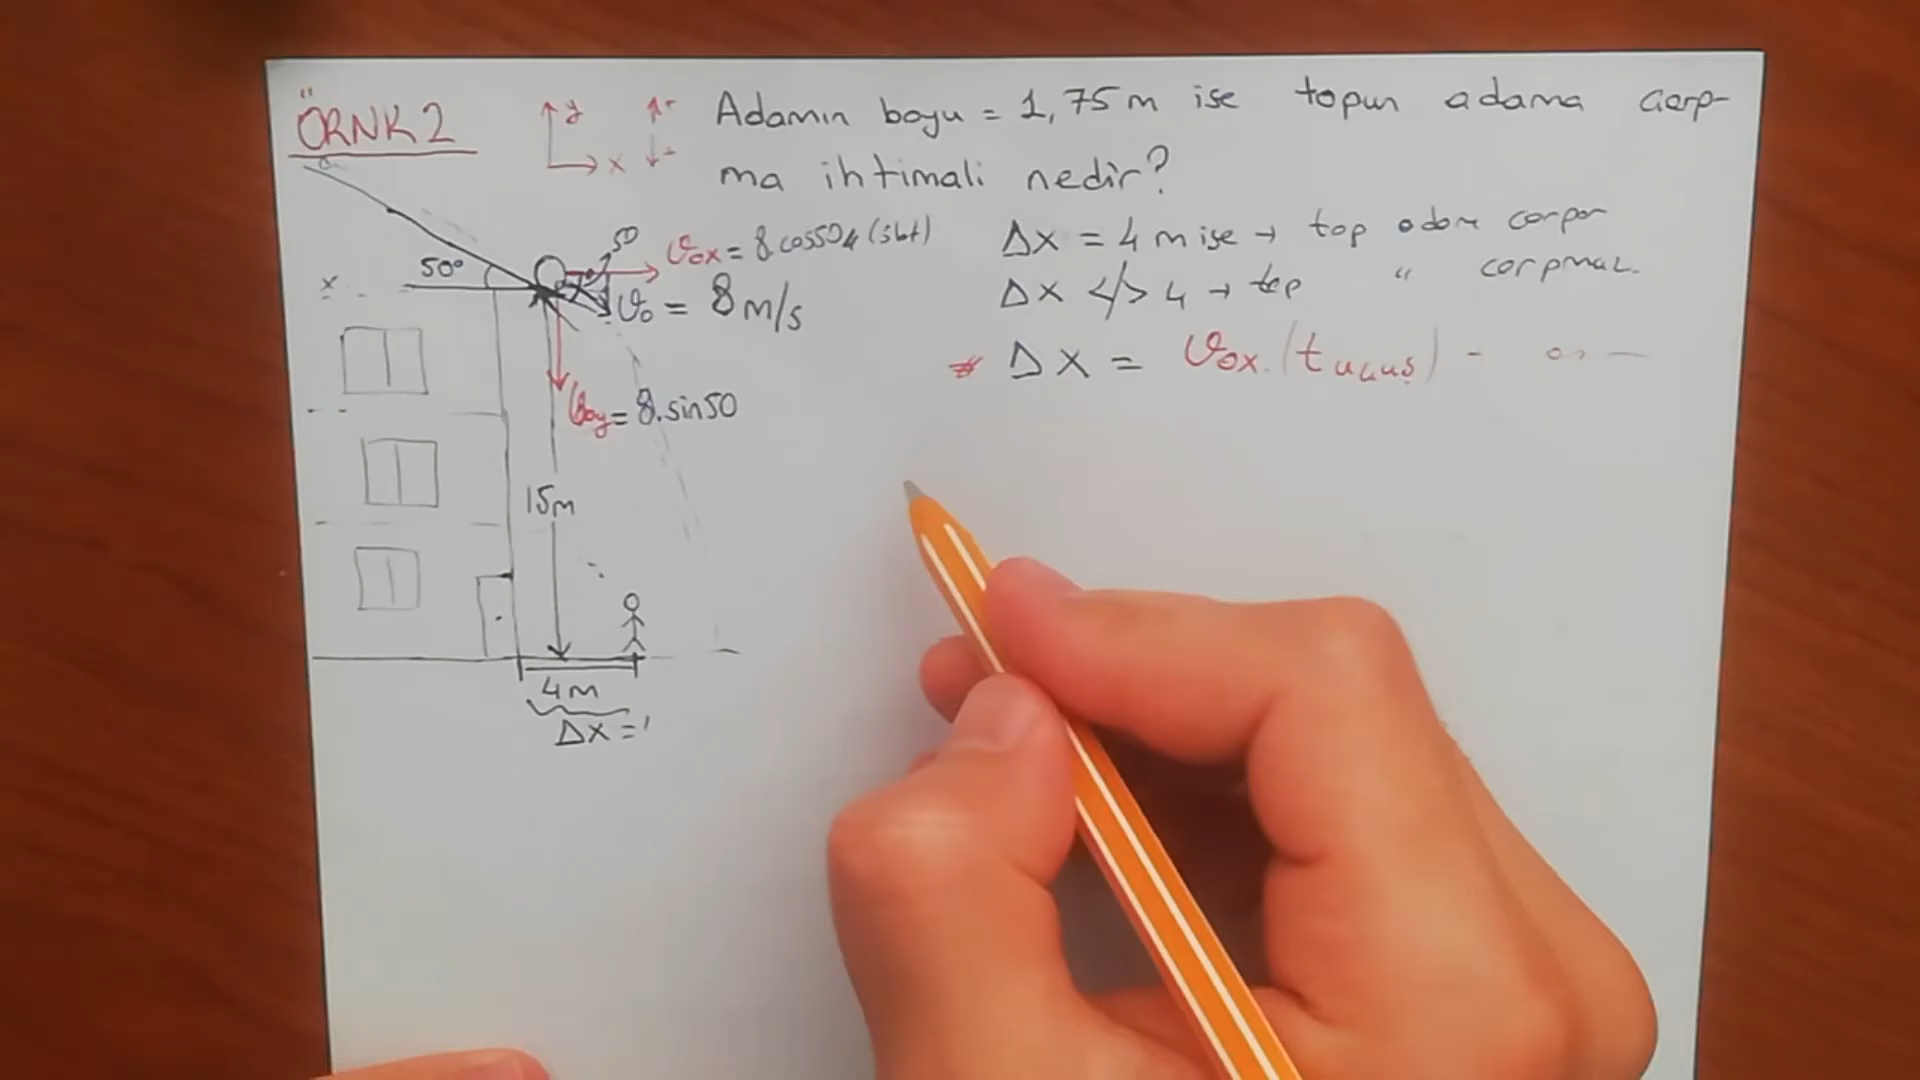 ÖRNK 2
y
x
+
-
Adamın boyu = 1,75 m ise topun adama çarp-
ma ihtimali nedir?
50°
50
Vox = 8 cos50 (sbt)
V₀ = 8 m/s
Voy = 8.sin50
Δx = 4 m ise → top adama çarpar
Δx </> 4 → top " çarpmaz.
* Δx = Vox.(t uçuş)
15m
4m
Δx =